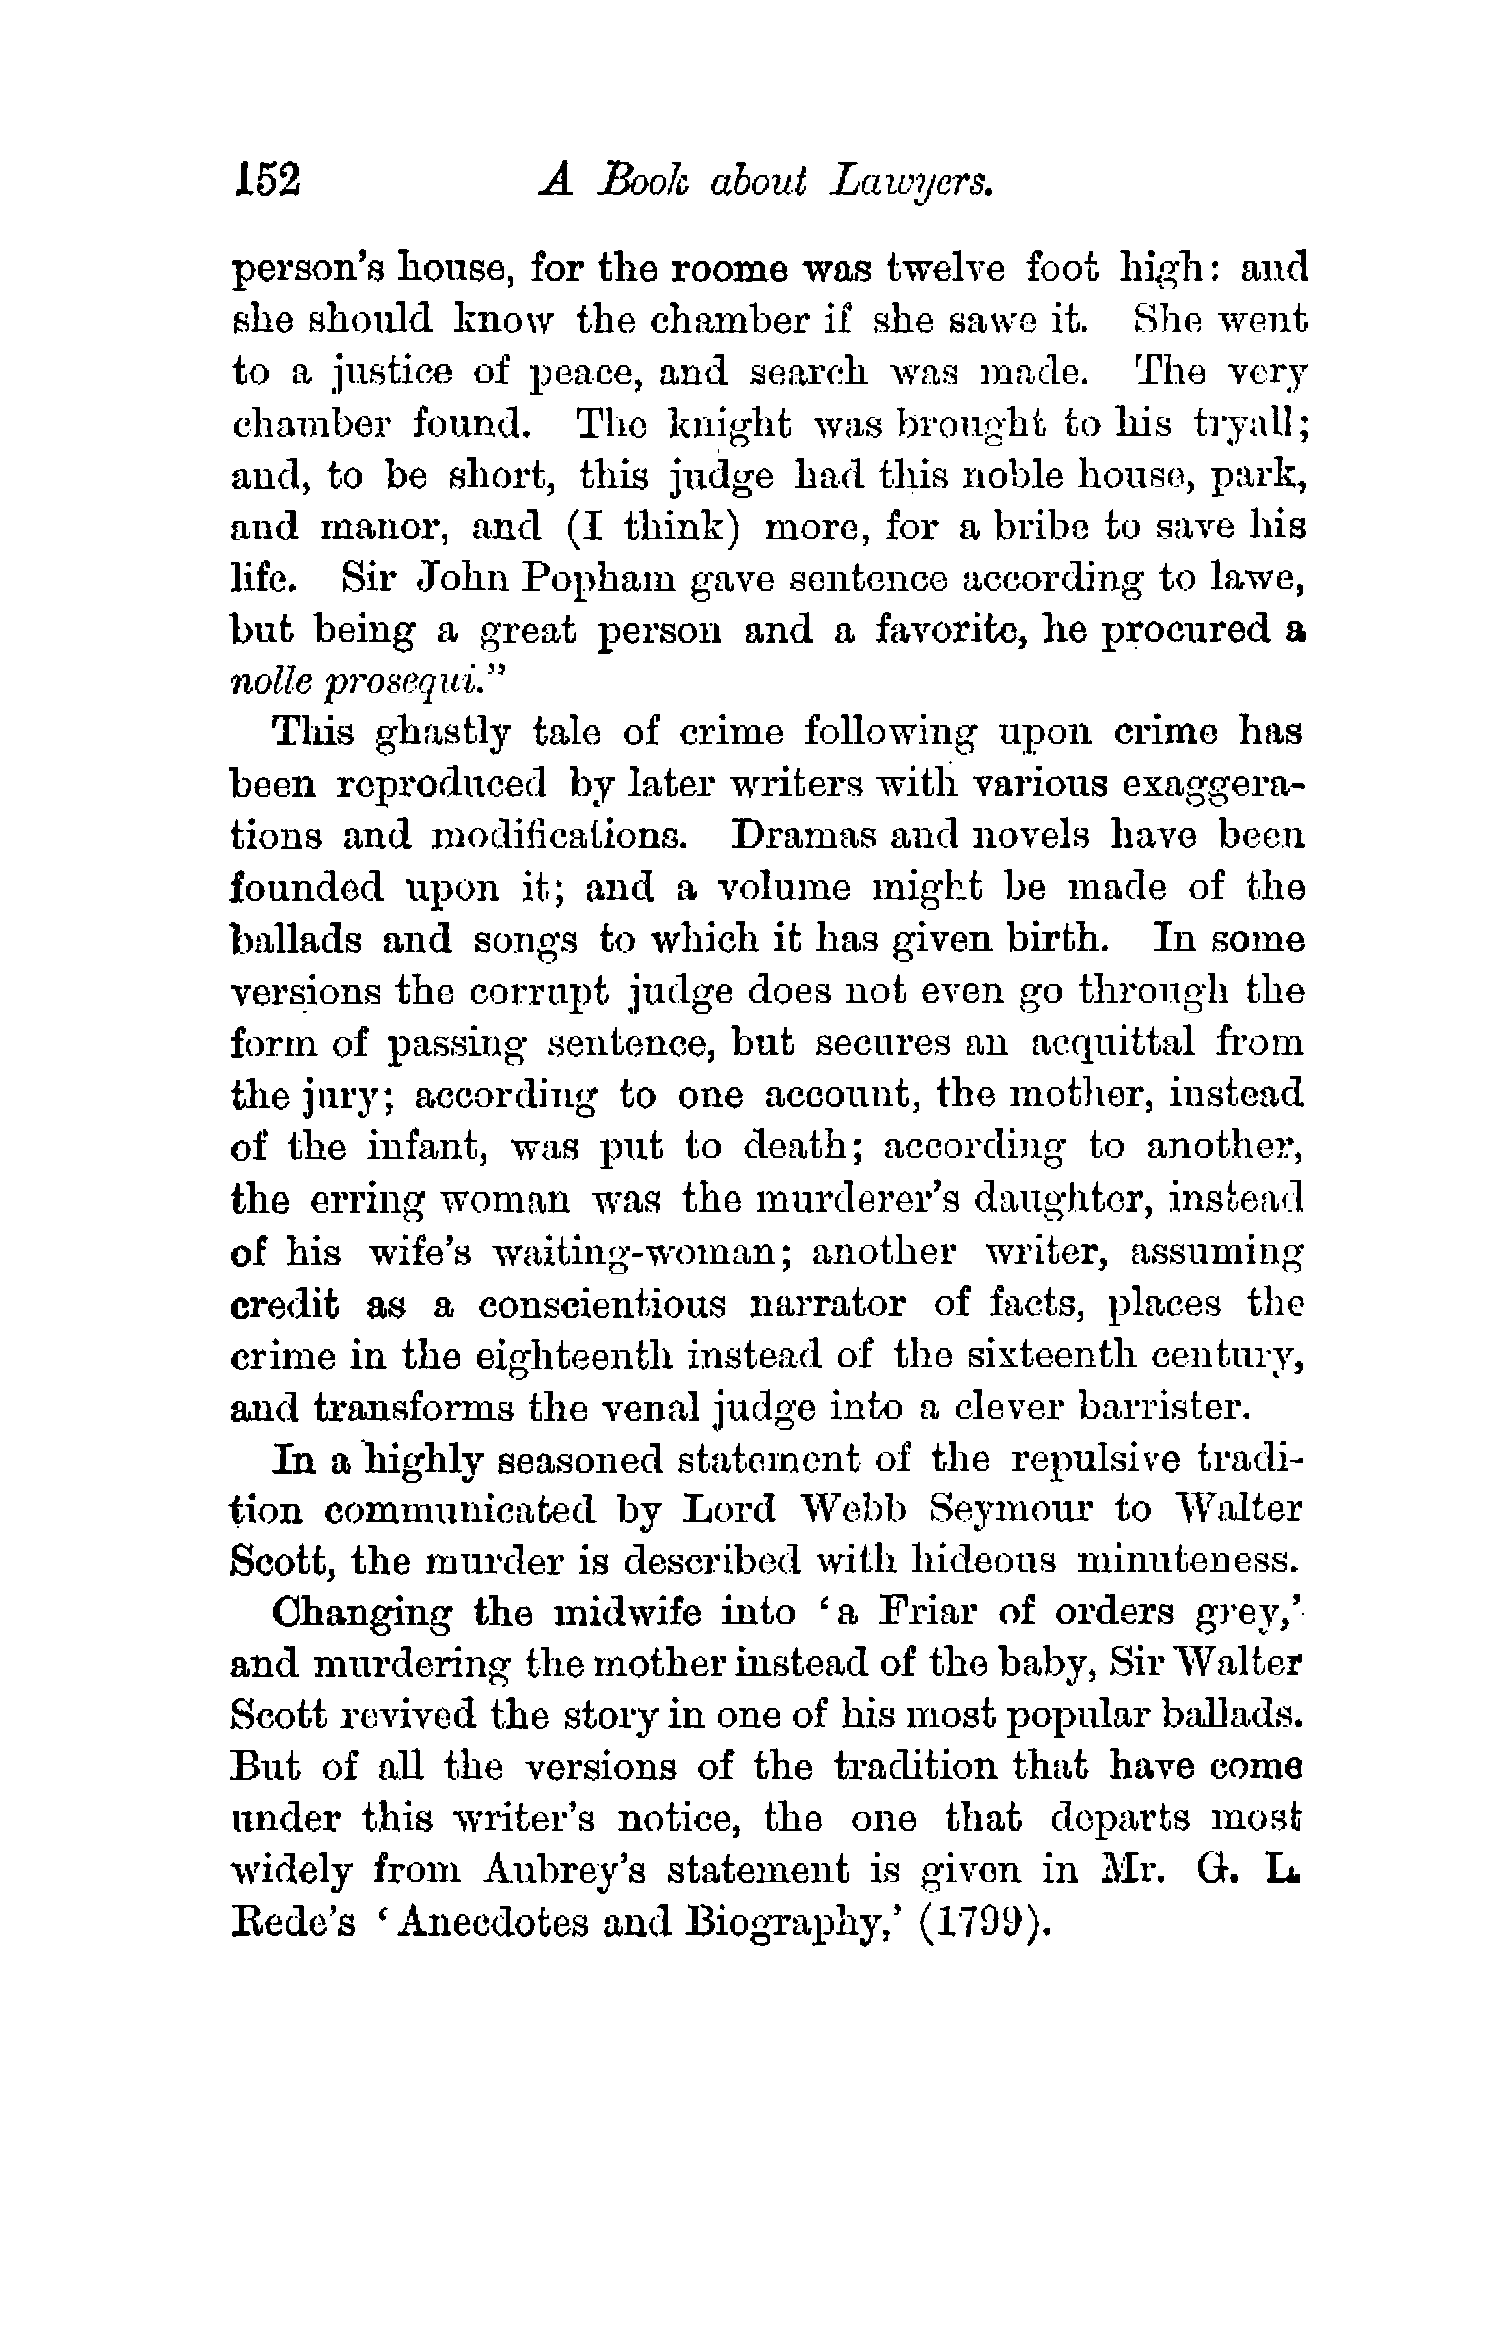 152 A Book about Lawyers.
person's house, for the roome was twelve foot high: and
she should know the chamber if she sawe it. She went
to a justice of peace, and search was made. The very
chamber found. The knight was brought to his tryall;
and, to be short, this judge had this noble house, park,
and manor, and (I think) more, for a bribe to save his
life. Sir John Popham gave sentence according to lawe,
but being a great person and a favorite, he procured a
nolle prosequi."
This ghastly tale of crime following upon crime has
been reproduced by later writers with various exaggera-
tions and modifications. Dramas and novels have been
founded upon it; and a volume might be made of the
ballads and songs to which it has given birth. In some
versions the corrupt judge does not even go through the
form of passing sentence, but secures an acquittal from
the jury; according to one account, the mother, instead
of the infant, was put to death; according to another,
the erring woman was the murderer's daughter, instead
of his wife's waiting-woman; another writer, assuming
credit as a conscientious narrator of facts, places the
crime in the eighteenth instead of the sixteenth century,
and transforms the venal judge into a clever barrister.
In a highly seasoned statement of the repulsive tradi-
tion communicated by Lord Webb Seymour to Walter
Scott, the murder is described with hideous minuteness.
Changing the midwife into 'a Friar of orders grey,'
and murdering the mother instead of the baby, Sir Walter
Scott revived the story in one of his most popular ballads.
But of all the versions of the tradition that have come
under this writer's notice, the one that departs most
widely from Aubrey's statement is given in Mr. G. L.
Rede's 'Anecdotes and Biography,' (1799).